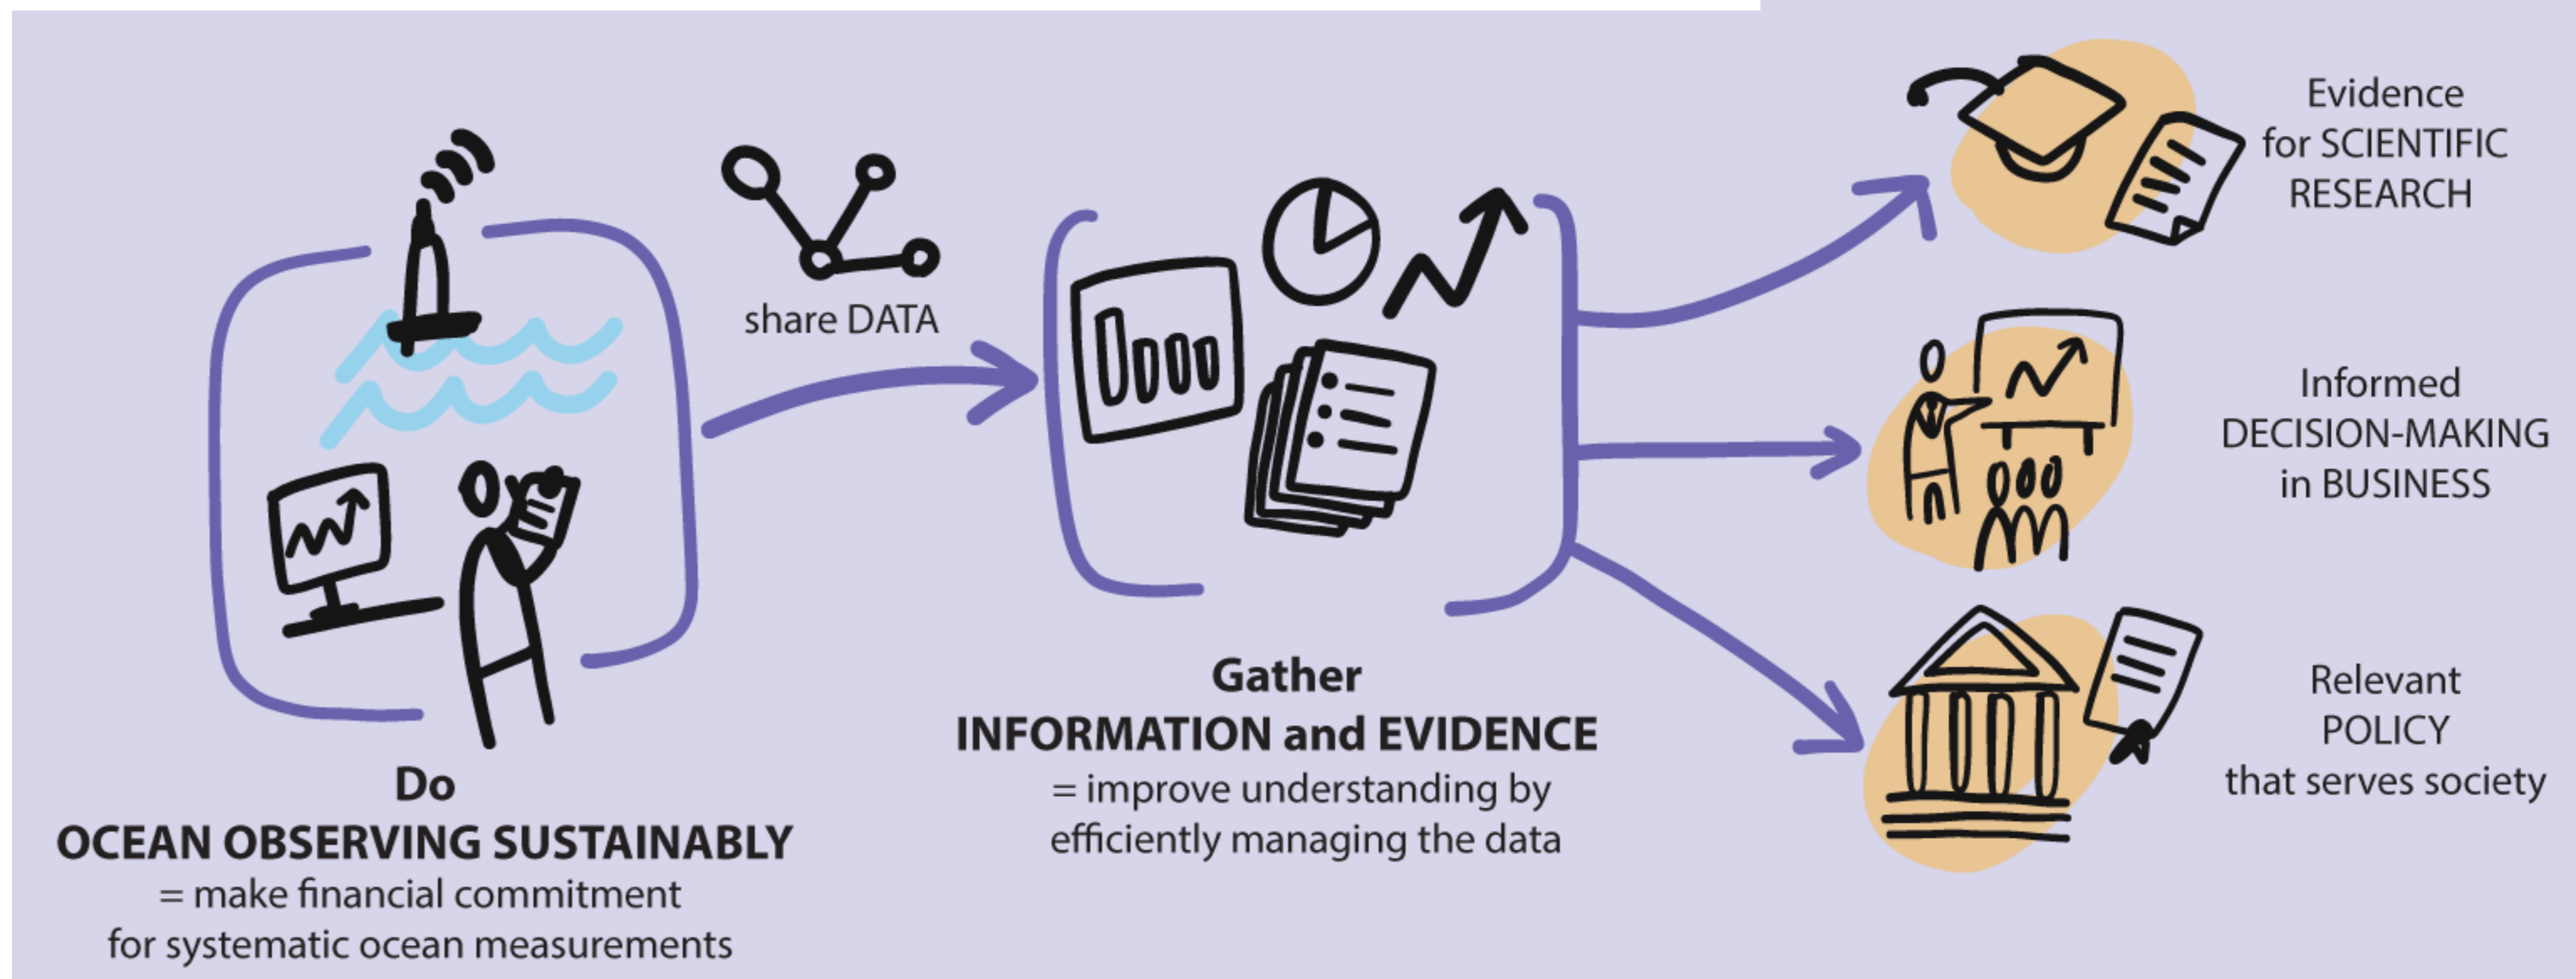 Do
OCEAN OBSERVING SUSTAINABLY
= make financial commitment
for systematic ocean measurements
share DATA
Gather
INFORMATION and EVIDENCE
= improve understanding by
efficiently managing the data
Evidence
for SCIENTIFIC
RESEARCH
Informed
DECISION-MAKING
in BUSINESS
Relevant
POLICY
that serves society